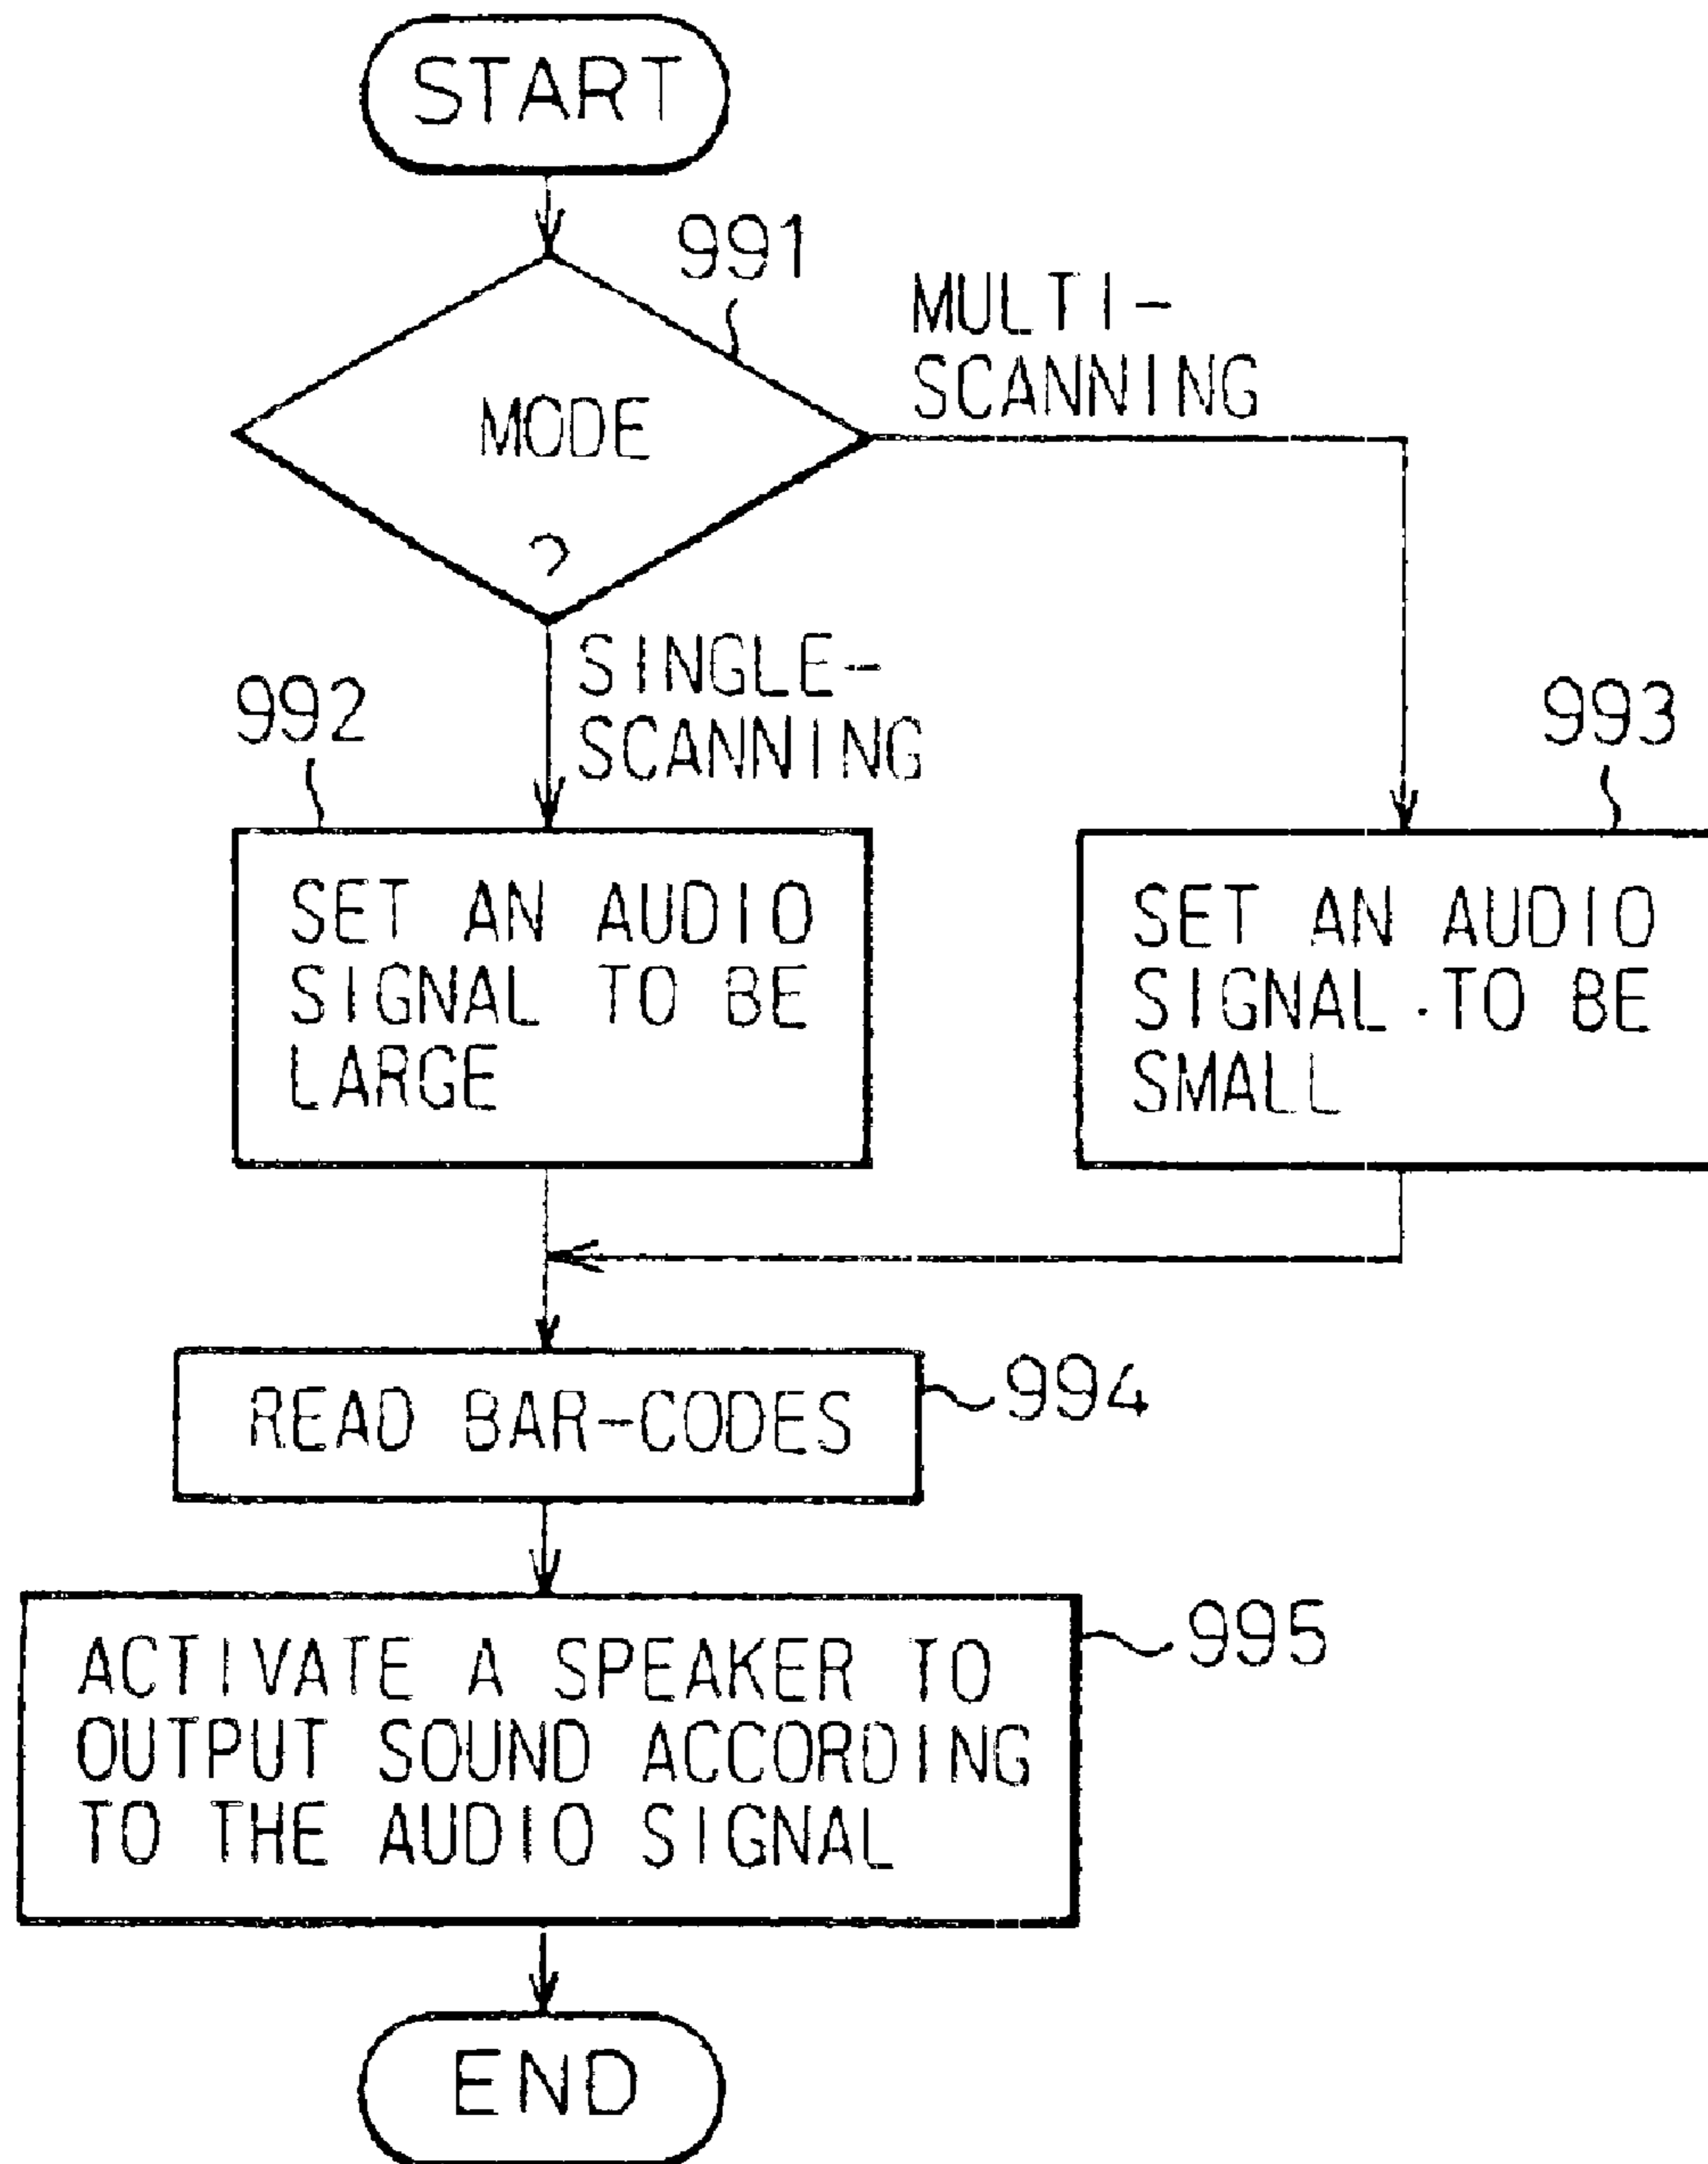 START
991
MULTI-
SCANNING
MODE
?
SINGLE-
SCANNING
992
993
SET AN AUDIO
SIGNAL TO BE
LARGE
SET AN AUDIO
SIGNAL TO BE
SMALL
READ BAR-CODES
994
ACTIVATE A SPEAKER TO
OUTPUT SOUND ACCORDING
TO THE AUDIO SIGNAL
995
END